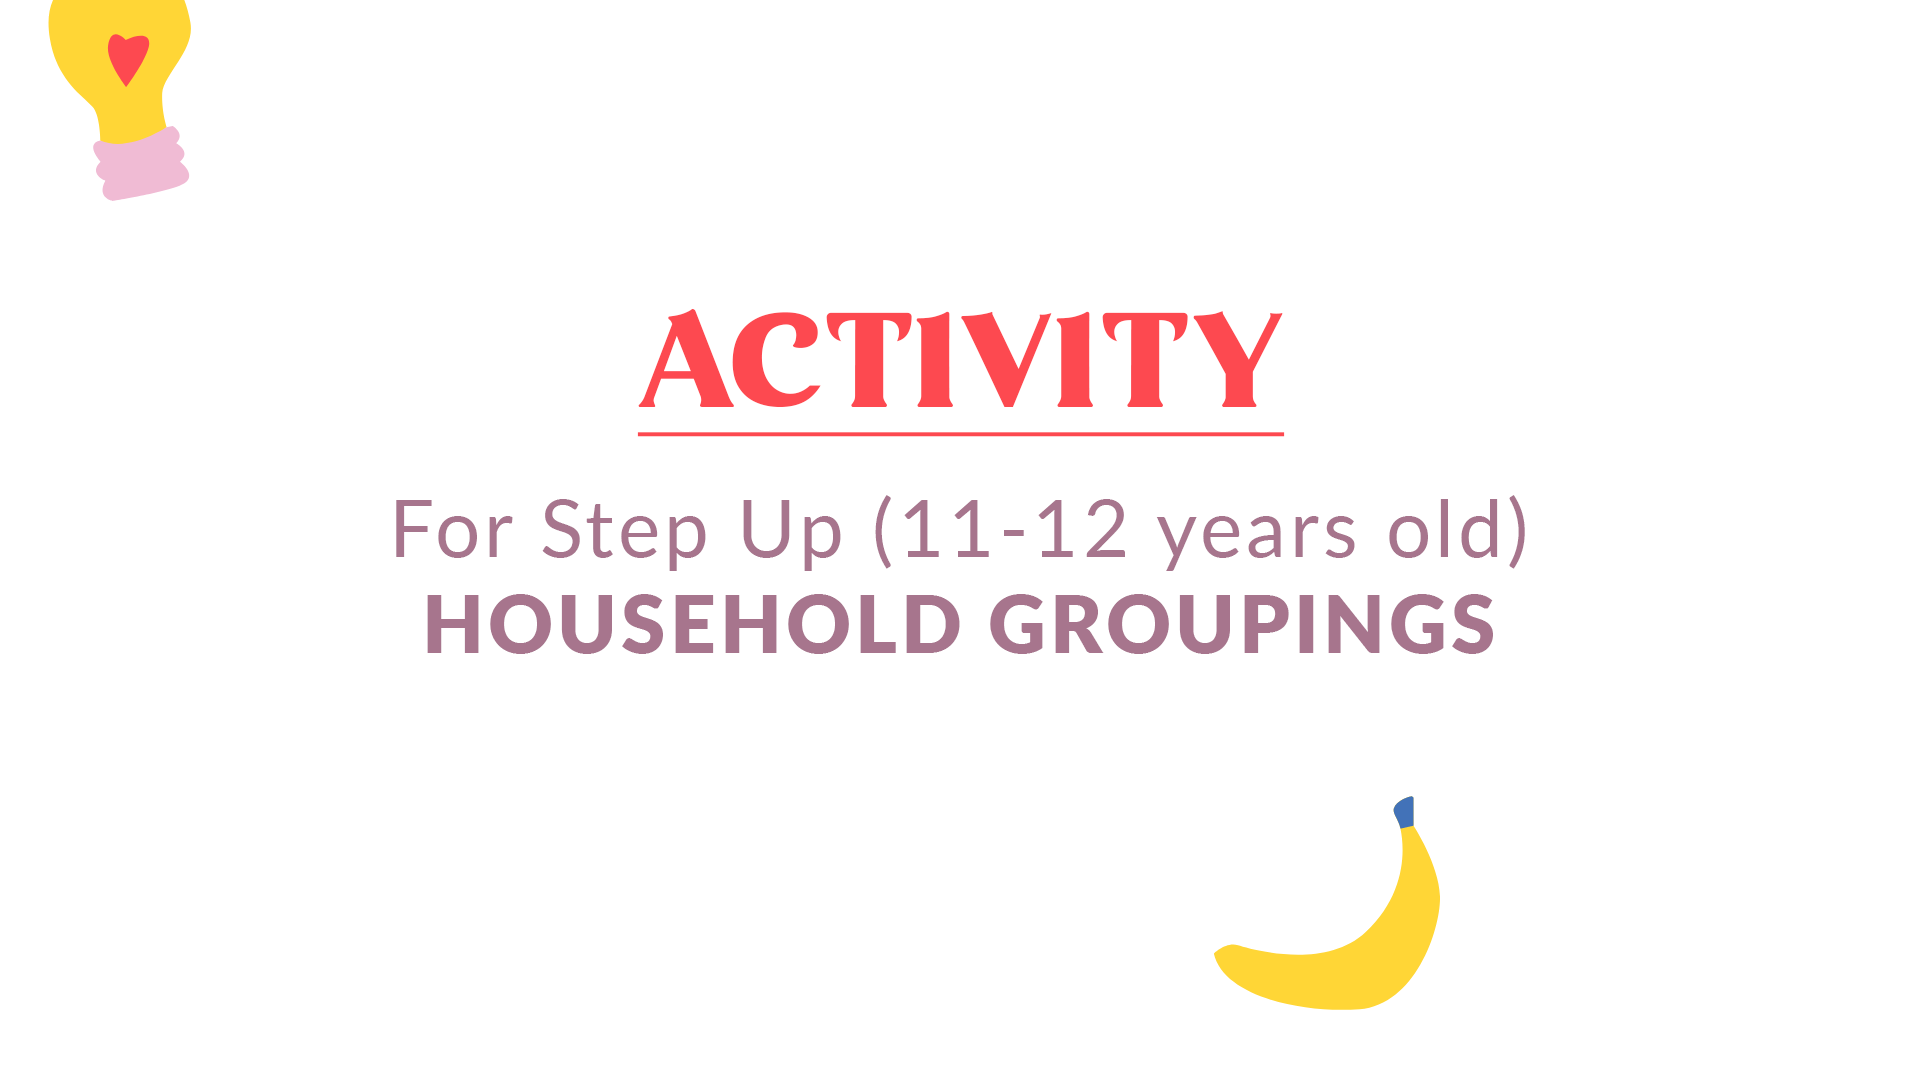 ACTIVITY
For Step Up (11-12 years old)
HOUSEHOLD GROUPINGS